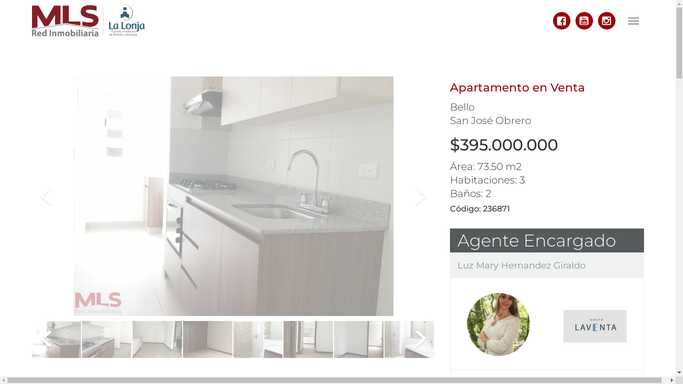 MLS
Red Inmobiliaria
La Lonja
Apartamento en Venta
Bello
San José Obrero
$395.000.000
Área: 73.50 m2
Habitaciones: 3
Baños: 2
Código: 236871
Agente Encargado
Luz Mary Hernandez Giraldo
MLS
LAVENTA